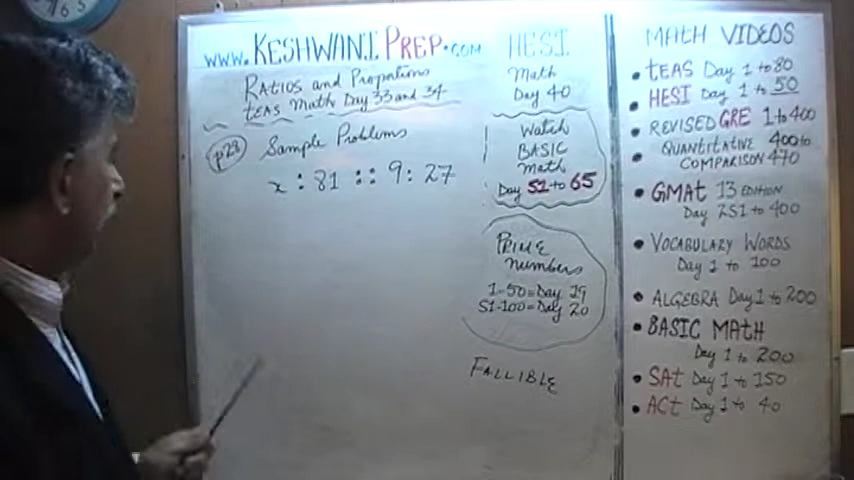 www.KESHWANIPREP.com
RATIOS and Propations
TEAS Math Day 33 and 34
p23 Sample Problems
x : 81 :: 9 : 27
HESI
Math
Day 40
Watch
BASIC
Math
Day 51 to 65
PRIME
Numbers
1-50=Day 19
51-100=Day 20
FALLIBLE
MATH VIDEOS
TEAS Day 1 to 80
HESI Day 1 to 50
REVISED GRE 1 to 400
QUANTITATIVE 400 to
COMPARISON 470
GMAT 13 EDITION
Day 251 to 400
VOCABULARY WORDS
Day 1 to 100
ALGEBRA Day 1 to 200
BASIC MATH
Day 1 to 200
SAT Day 1 to 150
ACT Day 1 to 40